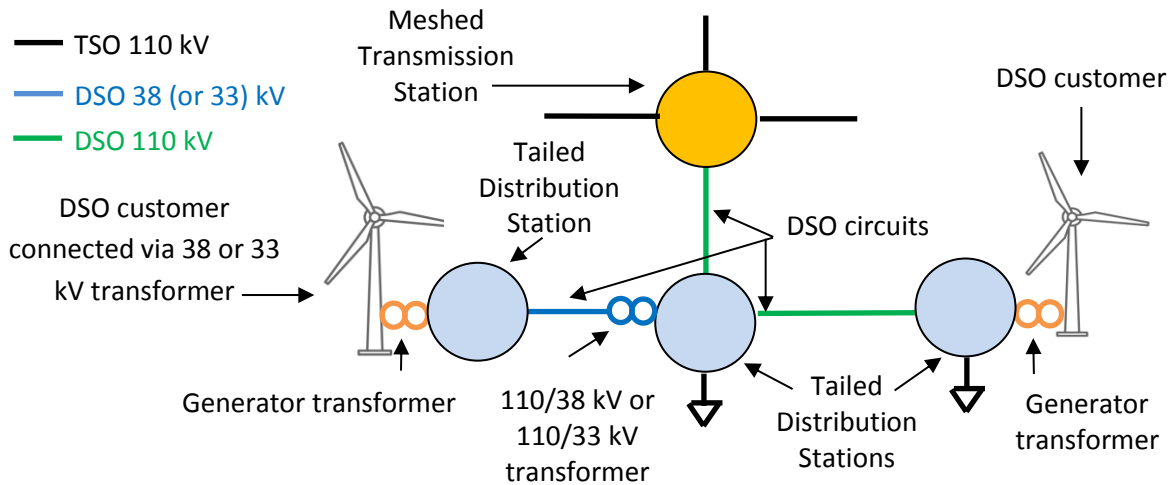 TSO 110 kV
DSO 38 (or 33) kV
DSO 110 kV
Meshed
Transmission
Station
DSO customer
Tailed
Distribution
Station
DSO customer
connected via 38 or 33
kV transformer
DSO circuits
Generator transformer
110/38 kV or
110/33 kV
transformer
Tailed
Distribution
Stations
Generator
transformer